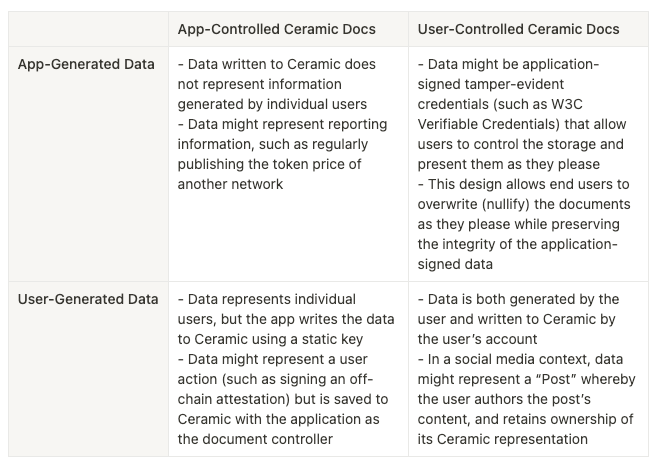 App-Controlled Ceramic Docs
User-Controlled Ceramic Docs
App-Generated Data
- Data written to Ceramic does
not represent information
generated by individual users
- Data might represent reporting
information, such as regularly
publishing the token price of
another network
- Data might be application-
signed tamper-evident
credentials (such as W3C
Verifiable Credentials) that allow
users to control the storage and
present them as they please
- This design allows end users to
overwrite (nullify) the documents
as they please while preserving
the integrity of the application-
signed data
User-Generated Data
- Data represents individual
users, but the app writes the data
to Ceramic using a static key
- Data might represent a user
action (such as signing an off-
chain attestation) but is saved to
Ceramic with the application as
the document controller
- Data is both generated by the
user and written to Ceramic by
the user’s account
- In a social media context, data
might represent a “Post” whereby
the user authors the post’s
content, and retains ownership of
its Ceramic representation